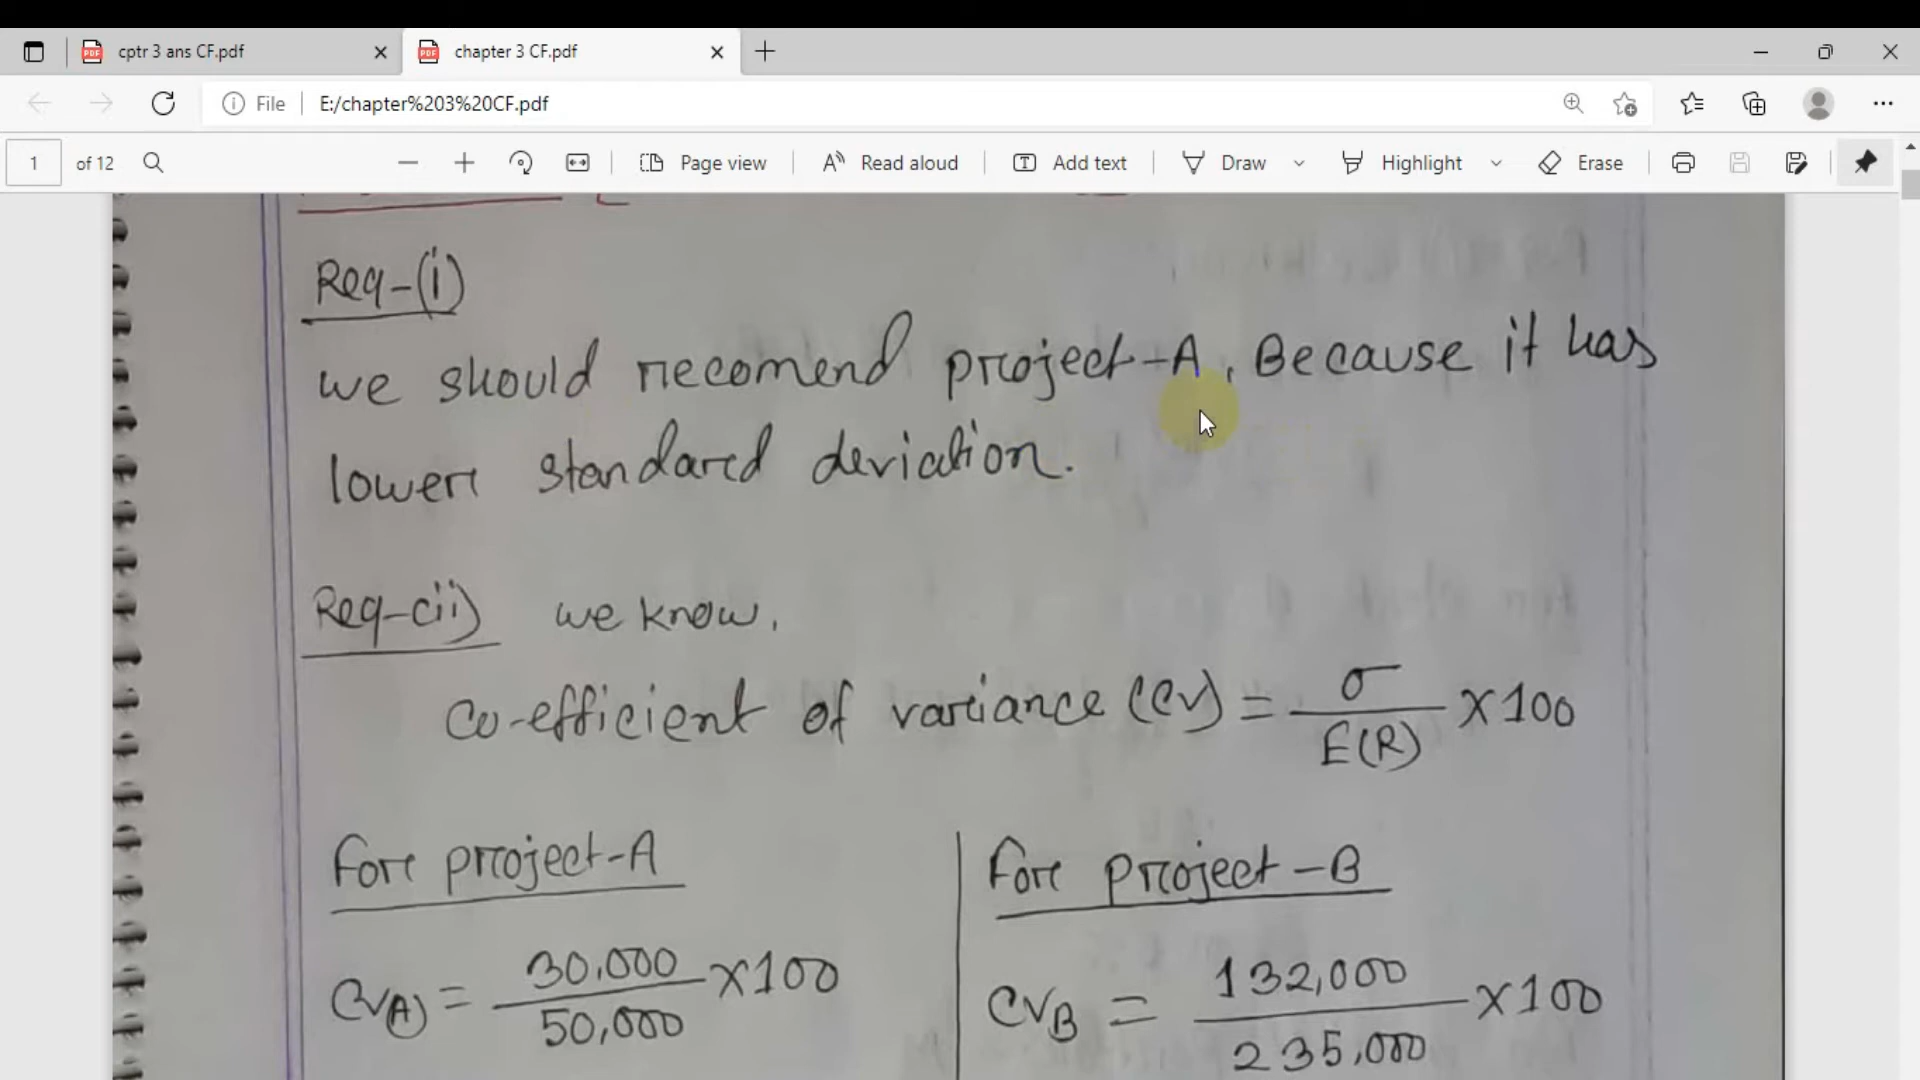 cptr 3 ans CF.pdf
chapter 3 CF.pdf
File
E:/chapter%203%20CF.pdf
1 of 12
Page view
Read aloud
Add text
Draw
Highlight
Erase
Req-(i)
we should recomend project-A, Because it has
lower standard deviation.
Req-(ii) we know,
Co-efficient of variance (CV) = σ / E(R) × 100
For project-A
CV(A) = 30,000 / 50,000 × 100
For project-B
CVB = 132,000 / 235,000 × 100